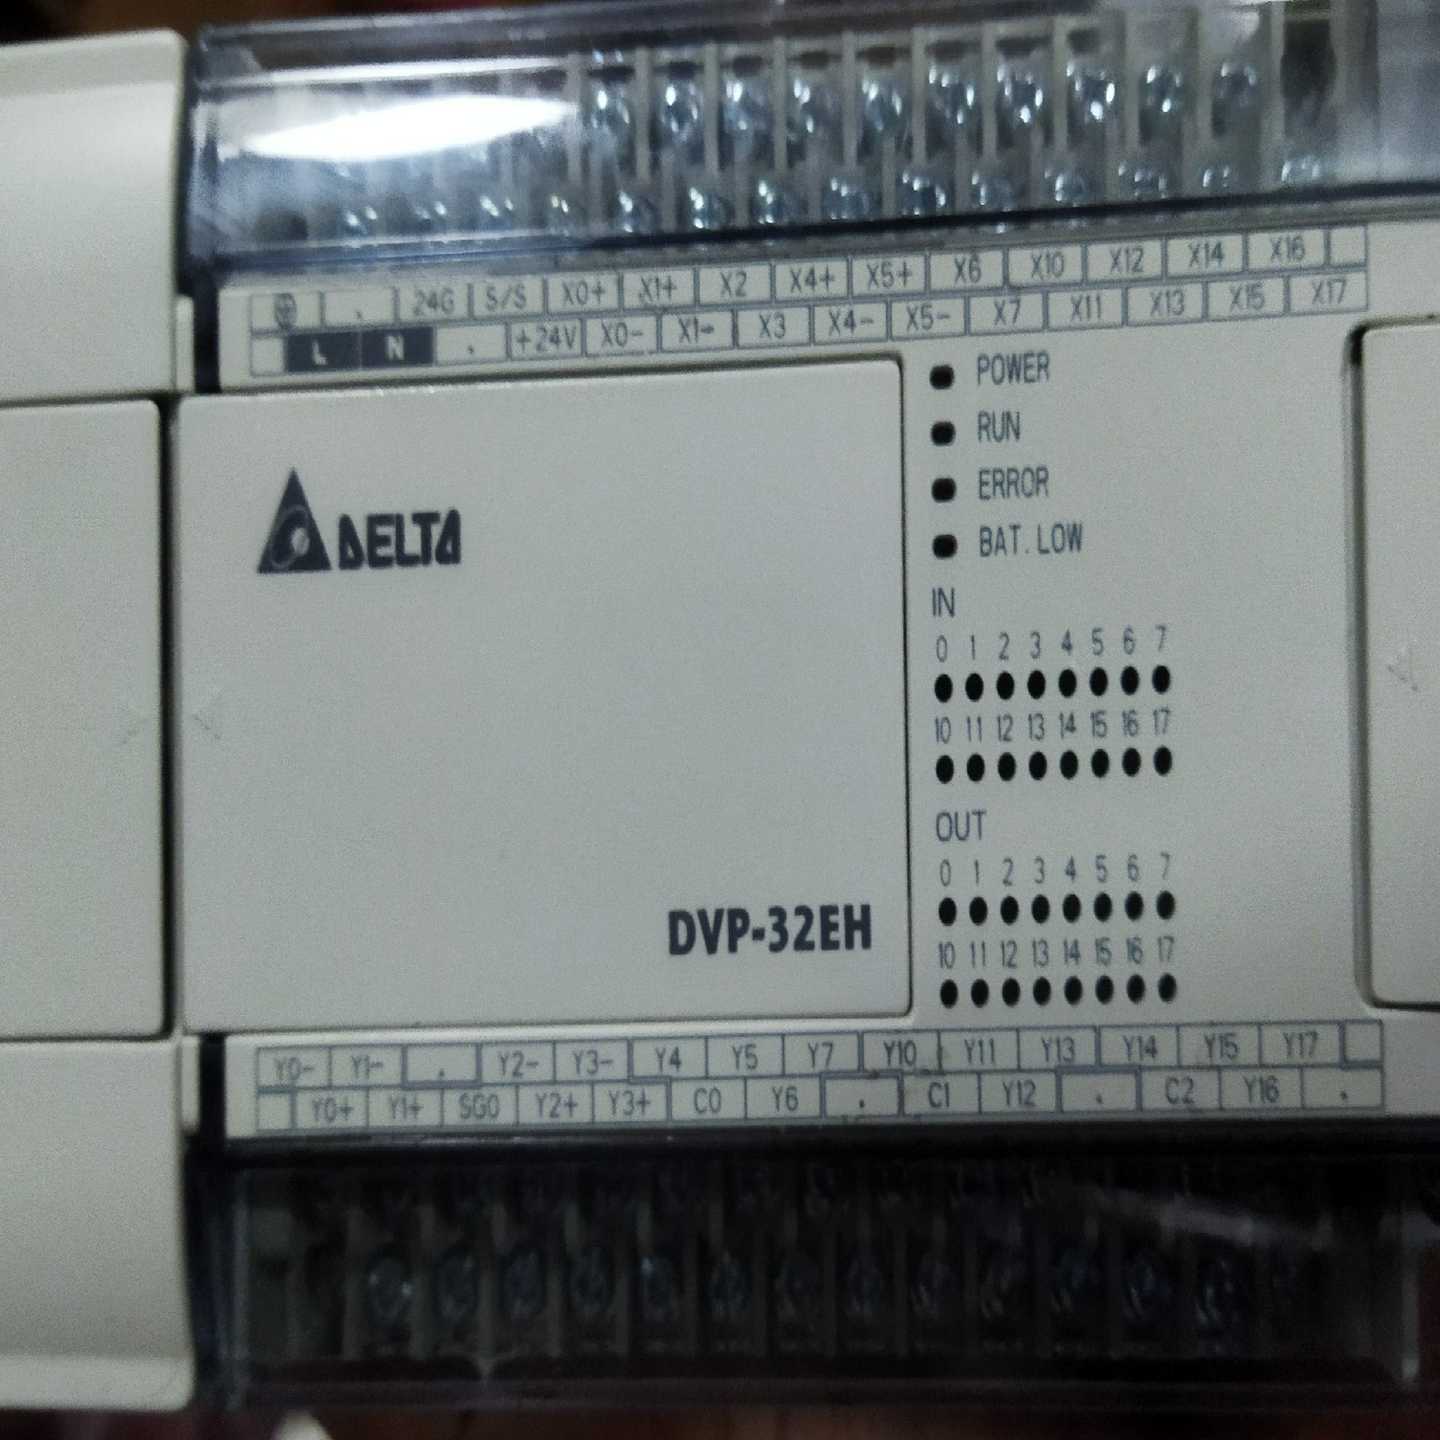 . 24G S/S X0+ X1+ X2 X4+ X5+ X6 X10 X12 X14 X16
L N . +24V X0- X1- X3 X4- X5- X7 X11 X13 X15 X17
POWER
RUN
ERROR
BAT. LOW
DELTA
IN
0 1 2 3 4 5 6 7
10 11 12 13 14 15 16 17
OUT
0 1 2 3 4 5 6 7
10 11 12 13 14 15 16 17
DVP-32EH
Y0- Y1- . Y2- Y3- Y4 Y5 Y7 Y10 Y11 Y13 Y14 Y15 Y17
Y0+ Y1+ SG0 Y2+ Y3+ C0 Y6 . C1 Y12 . C2 Y16 .